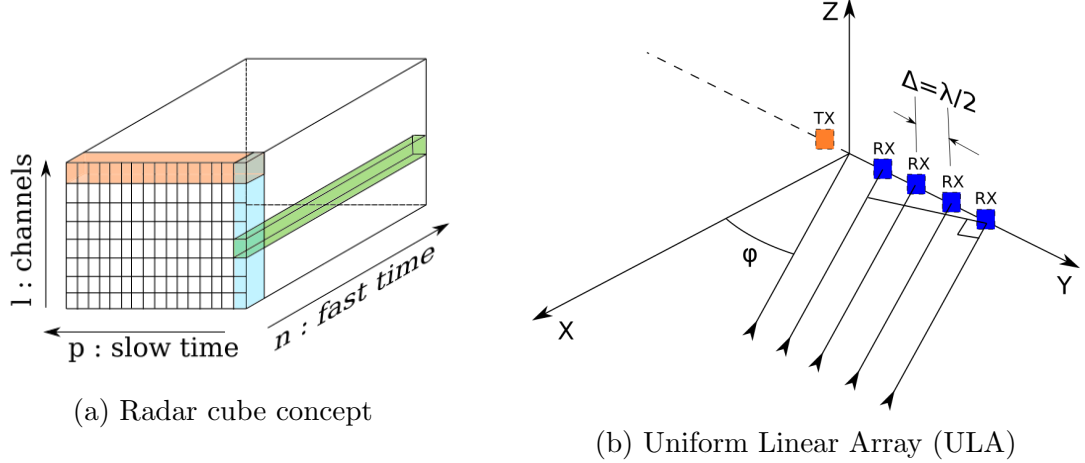 l : channels
p : slow time
n : fast time
(a) Radar cube concept
Z
Δ=λ/2
TX
RX
RX
RX
RX
φ
X
Y
(b) Uniform Linear Array (ULA)